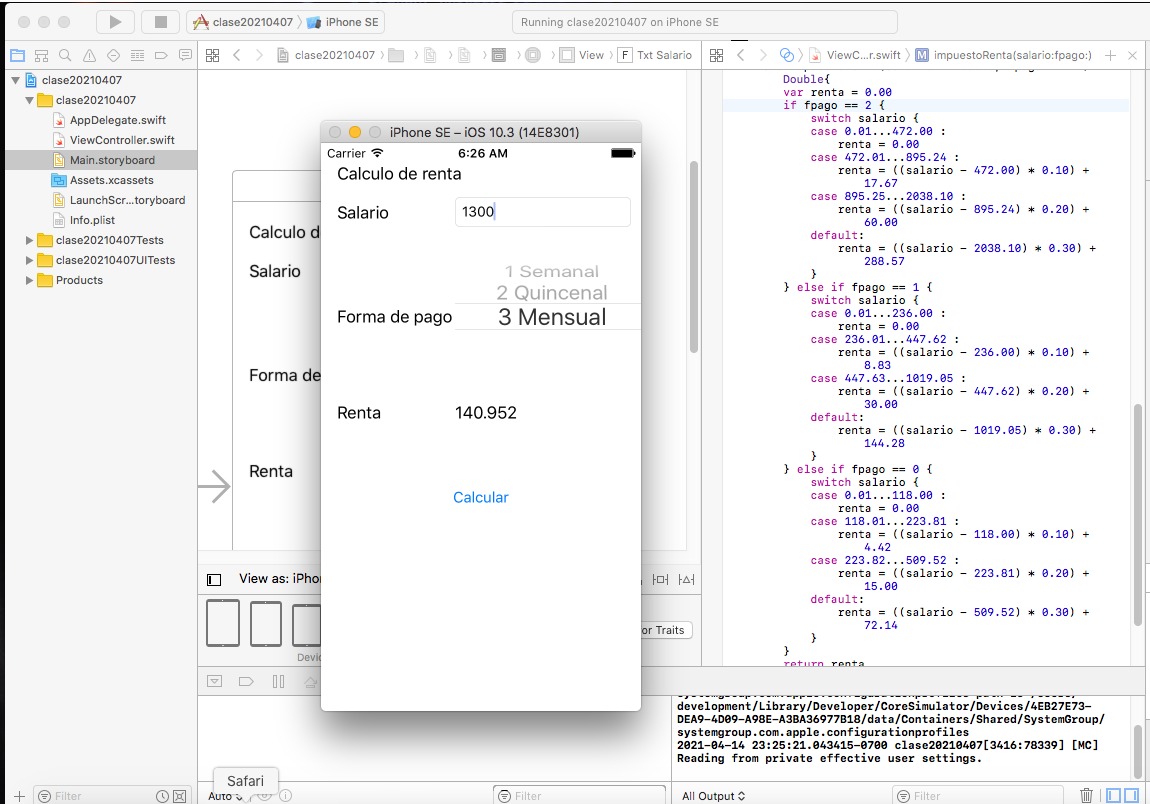 clase20210407
iPhone SE
Running clase20210407 on iPhone SE
clase20210407
View
F
Txt Salario
ViewC...r.swift
M
impuestoRenta(salario:fpago:)
clase20210407
clase20210407
AppDelegate.swift
ViewController.swift
Main.storyboard
Assets.xcassets
LaunchScr...toryboard
Info.plist
clase20210407Tests
clase20210407UITests
Products
Filter
Calculo d
Salario
Forma de
Renta
View as: iPho
Devic
or Traits
iPhone SE – iOS 10.3 (14E8301)
Carrier
6:26 AM
Calculo de renta
Salario
1300
1 Semanal
2 Quincenal
Forma de pago
3 Mensual
Renta
140.952
Calcular
Double{
var renta = 0.00
if fpago == 2 {
switch salario {
case 0.01...472.00 :
renta = 0.00
case 472.01...895.24 :
renta = ((salario - 472.00) * 0.10) +
17.67
case 895.25...2038.10 :
renta = ((salario - 895.24) * 0.20) +
60.00
default:
renta = ((salario - 2038.10) * 0.30) +
288.57
}
} else if fpago == 1 {
switch salario {
case 0.01...236.00 :
renta = 0.00
case 236.01...447.62 :
renta = ((salario - 236.00) * 0.10) +
8.83
case 447.63...1019.05 :
renta = ((salario - 447.62) * 0.20) +
30.00
default:
renta = ((salario - 1019.05) * 0.30) +
144.28
}
} else if fpago == 0 {
switch salario {
case 0.01...118.00 :
renta = 0.00
case 118.01...223.81 :
renta = ((salario - 118.00) * 0.10) +
4.42
case 223.82...509.52 :
renta = ((salario - 223.81) * 0.20) +
15.00
default:
renta = ((salario - 509.52) * 0.30) +
72.14
}
}
return renta
development/Library/Developer/CoreSimulator/Devices/4EB27E73-
DEA9-4D09-A98E-A3BA36977B18/data/Containers/Shared/SystemGroup/
systemgroup.com.apple.configurationprofiles
2021-04-14 23:25:21.043415-0700 clase20210407[3416:78339] [MC]
Reading from private effective user settings.
Safari
Auto
Filter
All Output
Filter